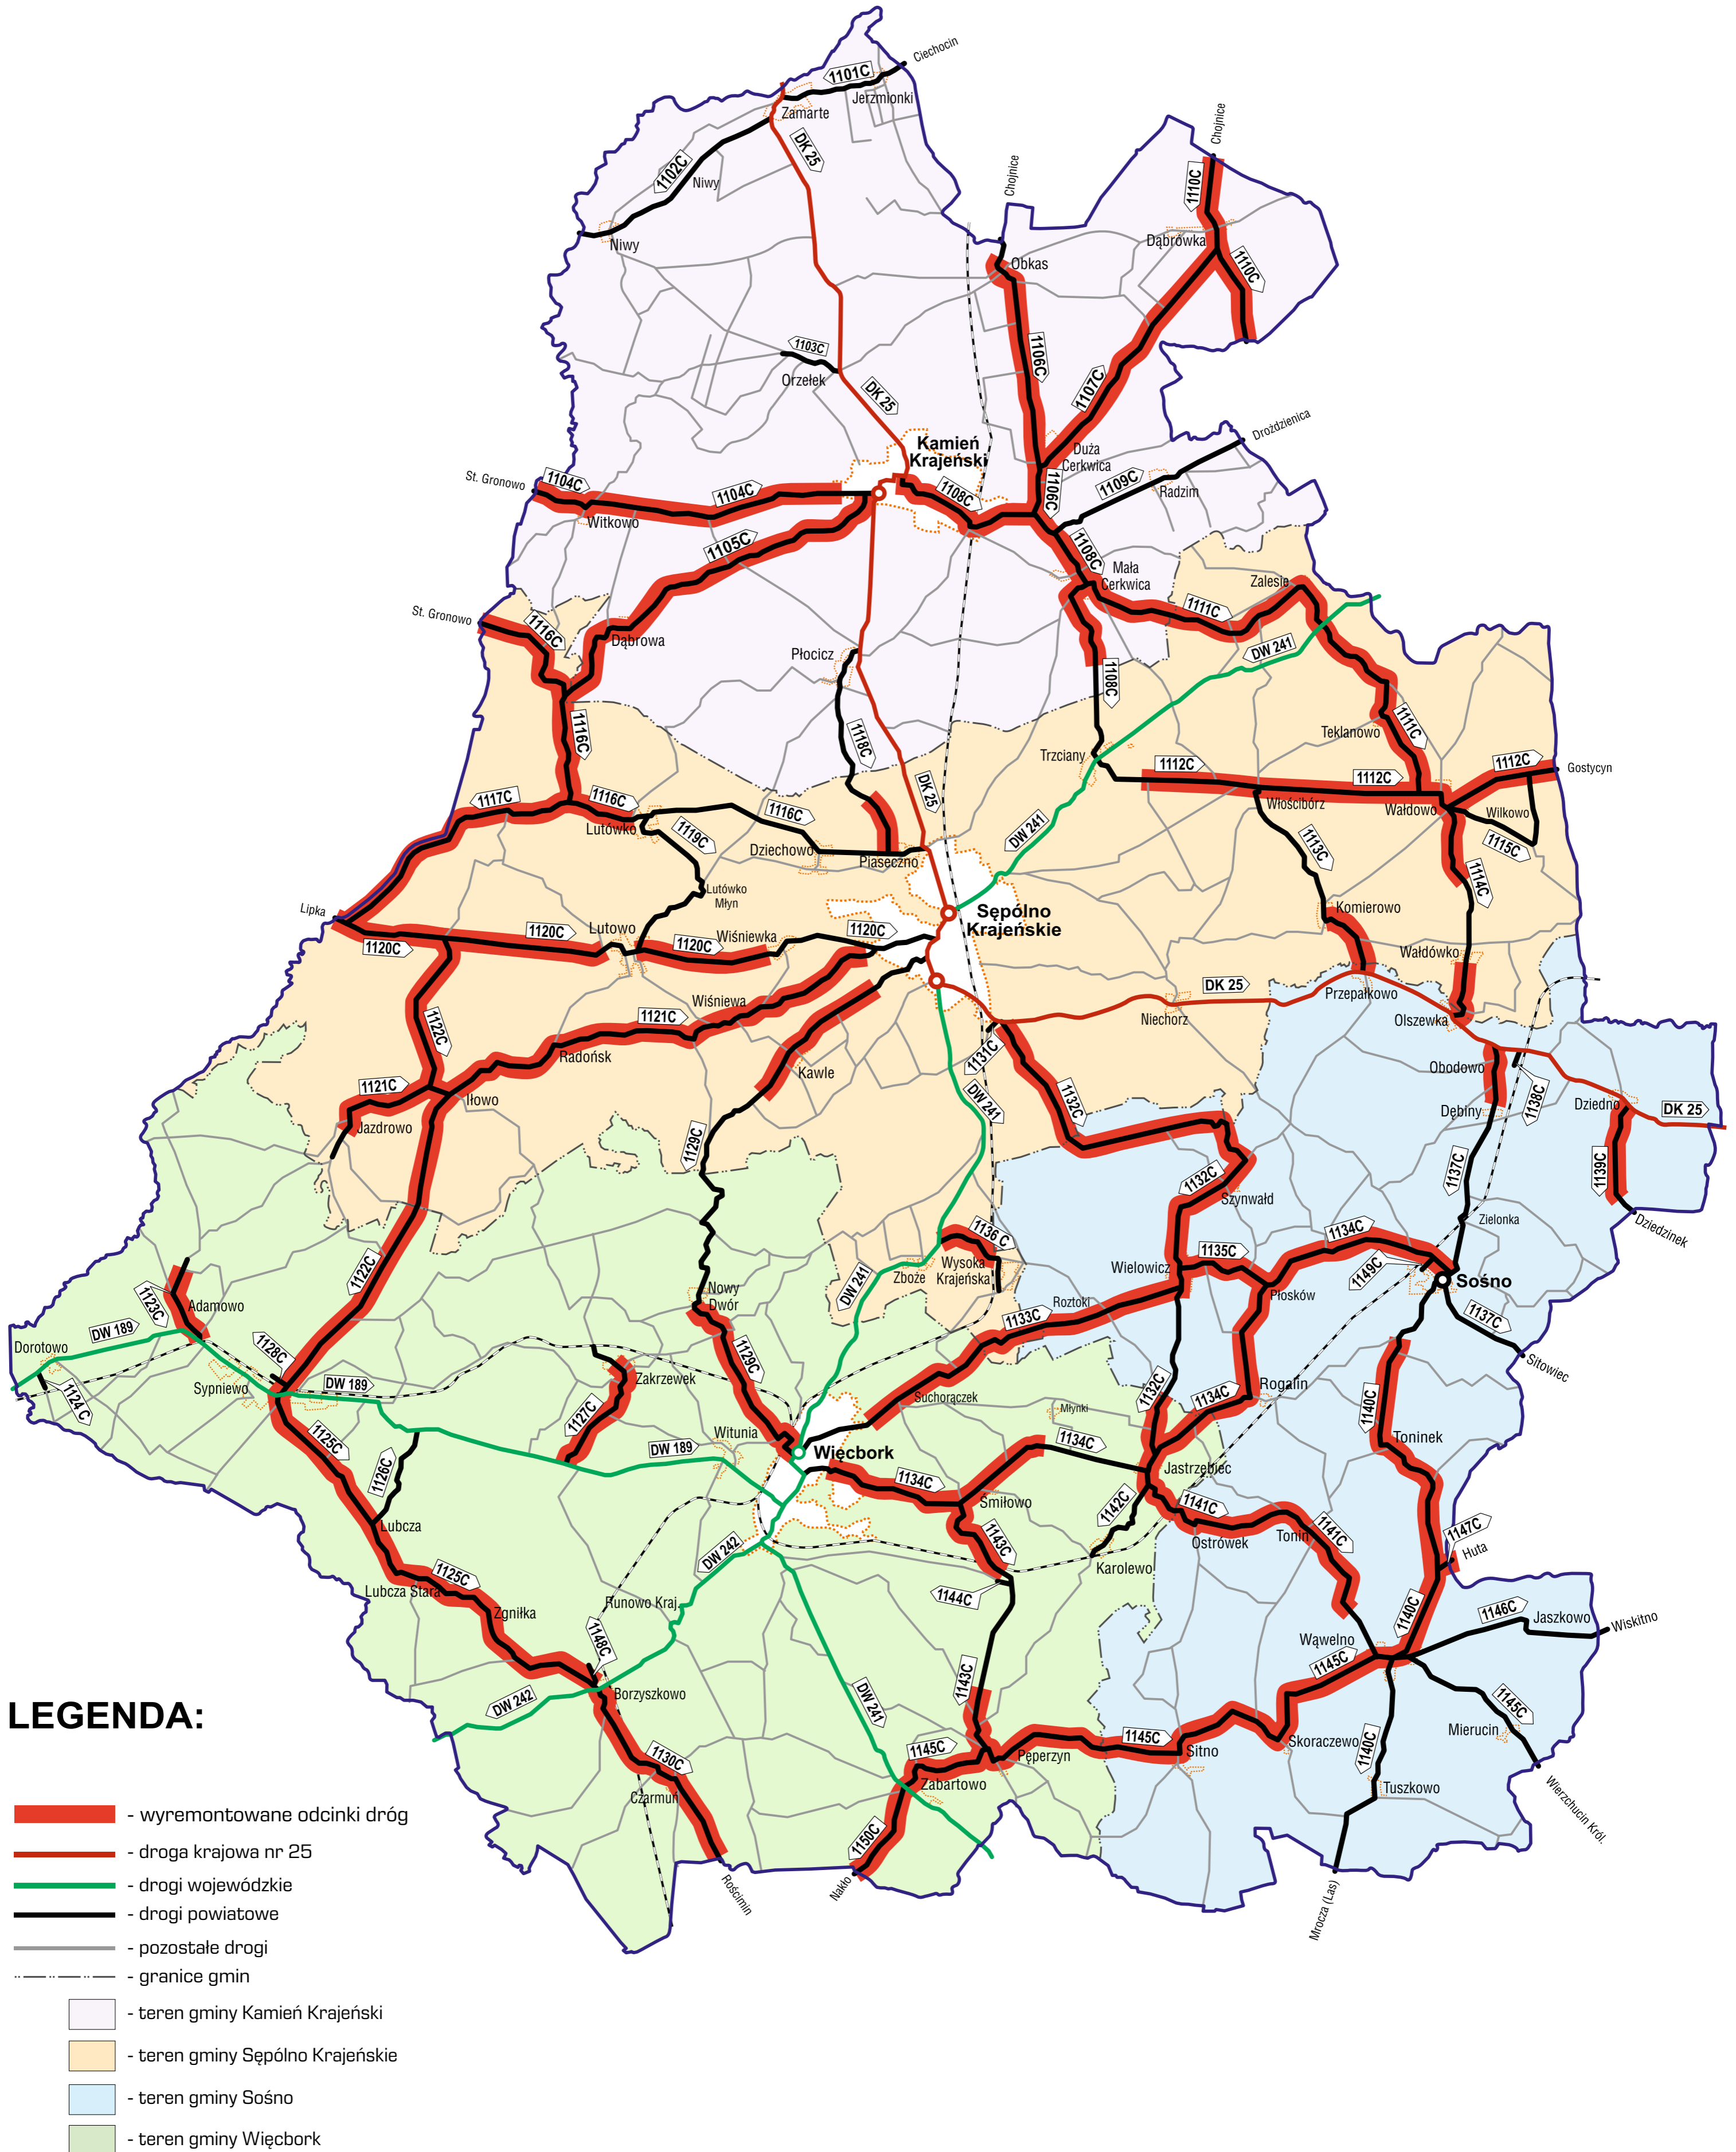 Ciechocin
1101C
Jerzmionki
Zamarte
DK 25
1102C
Niwy
Niwy
Chojnice
Chojnice
1110C
Dąbrówka
1110C
Obkas
1103C
Orzełek
1106C
1107C
DK 25
Kamień
Krajeński
Duża
Cerkwica
Drożdzienica
St. Gronowo
1104C
1104C
1108C
1106C
1109C
Radzim
Witkowo
1105C
1108C
Mała
Cerkwica
Zalesie
St. Gronowo
1116C
1111C
Dąbrowa
Płocicz
DW 241
1108C
1116C
1118C
Teklanowo
1111C
Trzciany
1112C
1112C
1112C
Gostycyn
DK 25
1117C
1116C
1116C
Włościbórz
Wałdowo
Wilkowo
Lutówko
1119C
Dziechowo
Piaseczno
DW 241
1113C
1115C
1114C
Lutówko
Młyn
Lipka
Sępólno
Krajeńskie
Komierowo
1120C
1120C
Lutowo
1120C
Wiśniewka
1120C
Wałdówko
DK 25
Przepałkowo
Wiśniewa
1121C
Niechorz
Olszewka
1122C
Radońsk
1131C
Kawle
Obodowo
1138C
1121C
Iłowo
DW 241
1132C
Dębiny
Dziedno
DK 25
Jazdrowo
1129C
1137C
1139C
1132C
Szynwałd
Zielonka
Dziedzinek
1136 C
Wysoka
Krajeńska
Zboże
1134C
1135C
Wielowicz
1149C
Sośno
Płosków
1122C
Adamowo
1123C
Nowy
Dwór
DW 241
Roztoki
1133C
1137C
DW 189
Dorotowo
Sitowiec
1128C
1129C
1124 C
Sypniewo
DW 189
Zakrzewek
1127C
Suchorączek
1132C
1134C
Rogalin
1140C
Młynki
1125C
Witunia
DW 189
Więcbork
1134C
Toninek
1126C
1134C
Jastrzębiec
Śmiłowo
1142C
1141C
Lubcza
Ostrówek
Tonin
1141C
1147C
Huta
DW 242
1143C
Karolewo
1125C
Lubcza Stara
1144C
Zgniłka
Runowo Kraj.
1140C
1146C
Jaszkowo
Wiskitno
1148C
Wąwelno
1145C
1143C
Borzyszkowo
DW 242
DW 241
1145C
Mierucin
LEGENDA:
1145C
1145C
Sitno
Skoraczewo
1140C
Pęperzyn
1130C
Zabartowo
Tuszkowo
Czarmuń
Wierzchucin Król.
- wyremontowane odcinki dróg
1150C
- droga krajowa nr 25
Nakło
Rościmin
Mrocza (Las)
- drogi wojewódzkie
- drogi powiatowe
- pozostałe drogi
- granice gmin
- teren gminy Kamień Krajeński
- teren gminy Sępólno Krajeńskie
- teren gminy Sośno
- teren gminy Więcbork